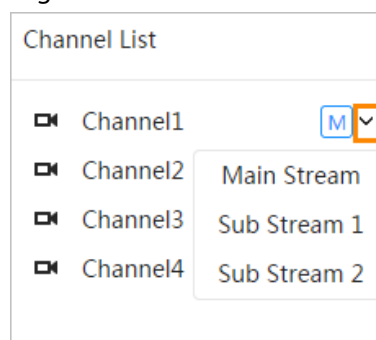 Channel List
Channel1 M
Channel2 Main Stream
Channel3 Sub Stream 1
Channel4 Sub Stream 2